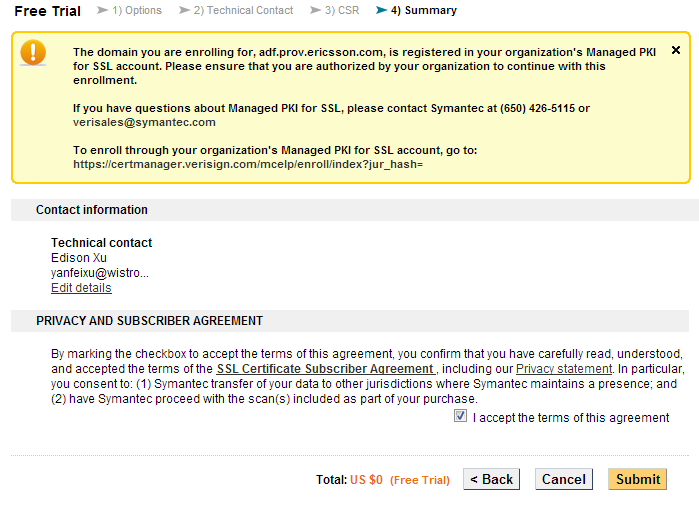 Free Trial 1) Options 2) Technical Contact 3) CSR 4) Summary
The domain you are enrolling for, adf.prov.ericsson.com, is registered in your organization's Managed PKI
for SSL account. Please ensure that you are authorized by your organization to continue with this
enrollment.
If you have questions about Managed PKI for SSL, please contact Symantec at (650) 426-5115 or
verisales@symantec.com
To enroll through your organization's Managed PKI for SSL account, go to:
https://certmanager.verisign.com/mcelp/enroll/index?jur_hash=
Contact information
Technical contact
Edison Xu
yanfeixu@wistro...
Edit details
PRIVACY AND SUBSCRIBER AGREEMENT
By marking the checkbox to accept the terms of this agreement, you confirm that you have carefully read, understood,
and accepted the terms of the SSL Certificate Subscriber Agreement , including our Privacy statement. In particular,
you consent to: (1) Symantec transfer of your data to other jurisdictions where Symantec maintains a presence; and
(2) have Symantec proceed with the scan(s) included as part of your purchase.
I accept the terms of this agreement
Total: US $0 (Free Trial) < Back Cancel Submit